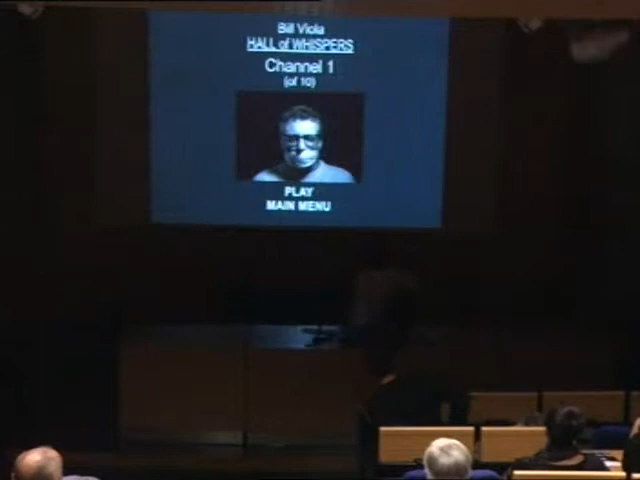 Bill Viola
HALL of WHISPERS
Channel 1
(of 10)
PLAY
MAIN MENU